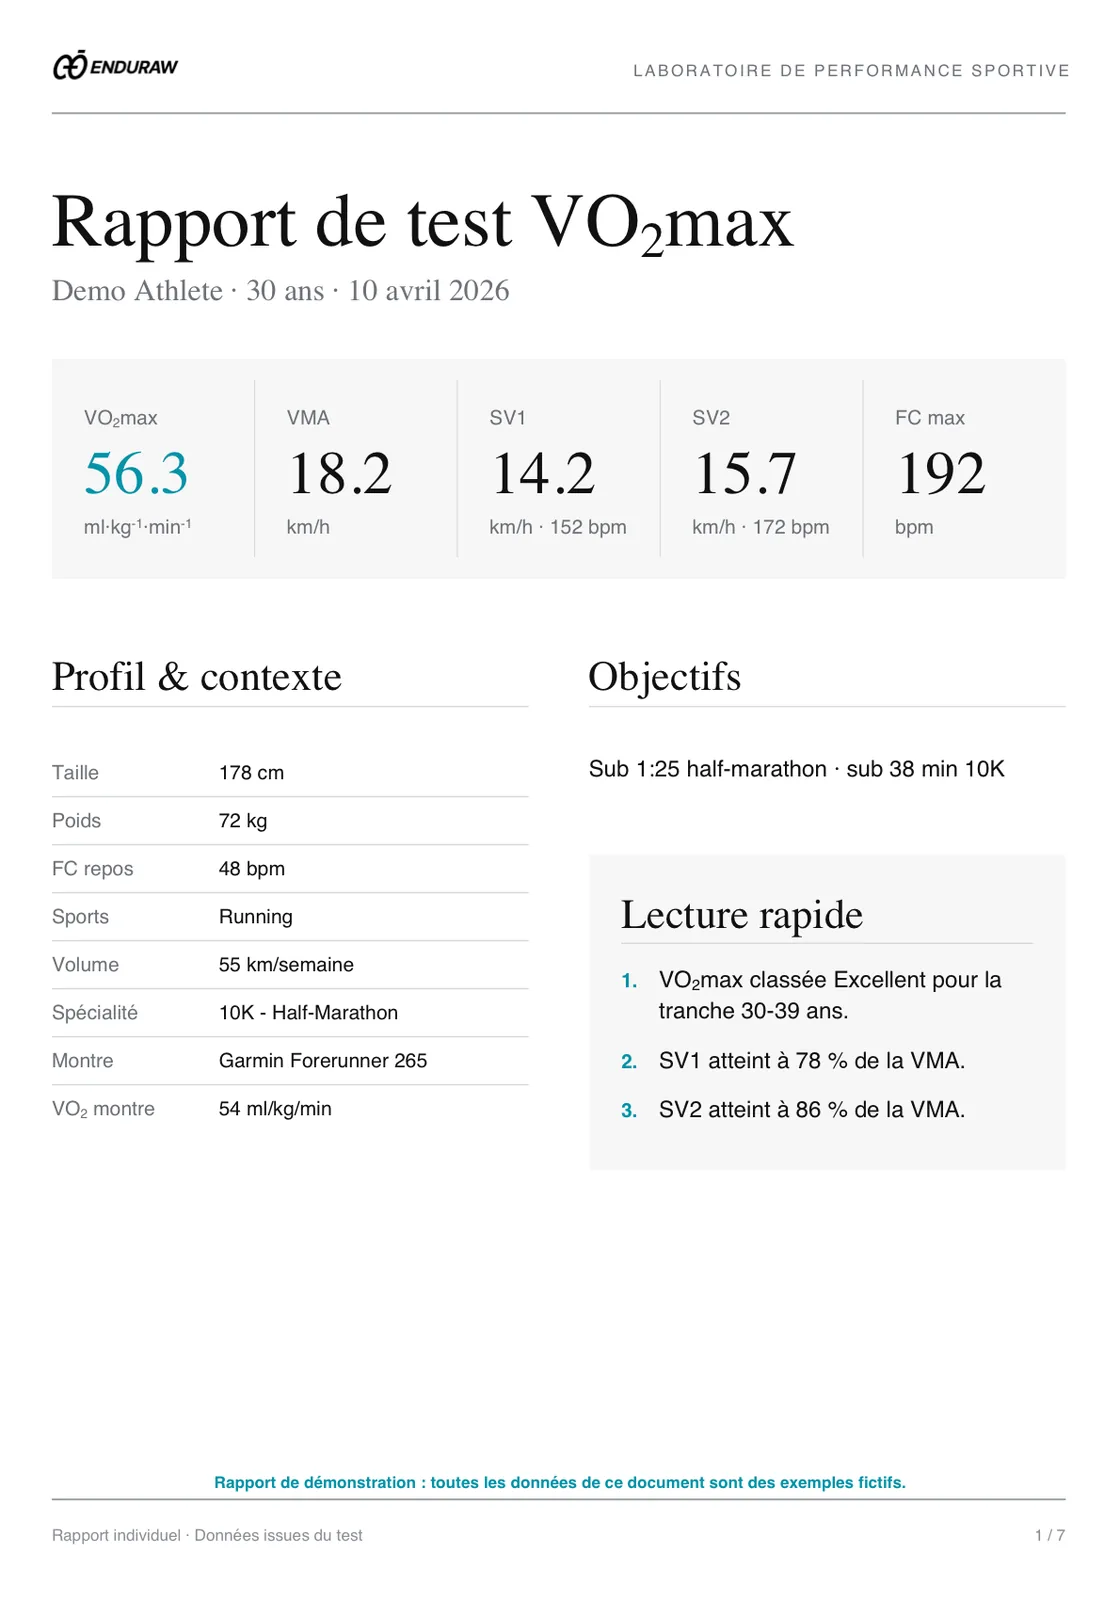 ENDURAW
LABORATOIRE DE PERFORMANCE SPORTIVE
Rapport de test VO₂max
Demo Athlete · 30 ans · 10 avril 2026
VO₂max
56.3
ml·kg⁻¹·min⁻¹
VMA
18.2
km/h
SV1
14.2
km/h · 152 bpm
SV2
15.7
km/h · 172 bpm
FC max
192
bpm
Profil & contexte
Taille 178 cm
Poids 72 kg
FC repos 48 bpm
Sports Running
Volume 55 km/semaine
Spécialité 10K - Half-Marathon
Montre Garmin Forerunner 265
VO₂ montre 54 ml/kg/min
Objectifs
Sub 1:25 half-marathon · sub 38 min 10K
Lecture rapide
1. VO₂max classée Excellent pour la
tranche 30-39 ans.
2. SV1 atteint à 78 % de la VMA.
3. SV2 atteint à 86 % de la VMA.
Rapport de démonstration : toutes les données de ce document sont des exemples fictifs.
Rapport individuel · Données issues du test
1 / 7